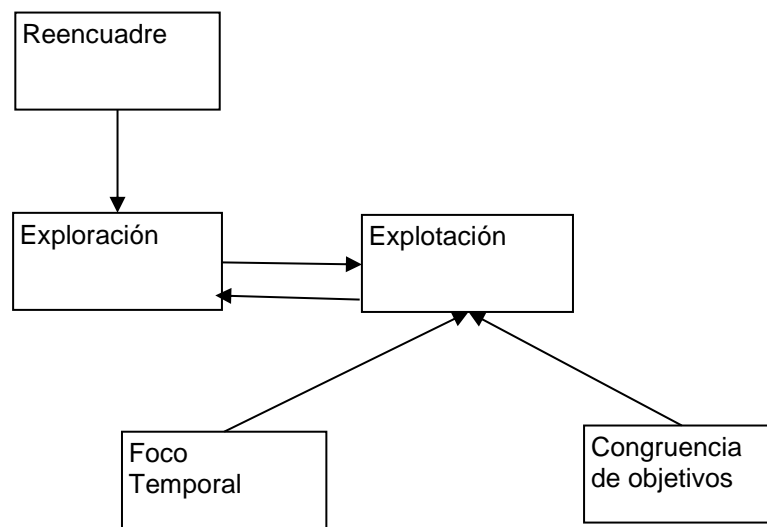 Reencuadre
Exploración
Explotación
Foco
Temporal
Congruencia
de objetivos